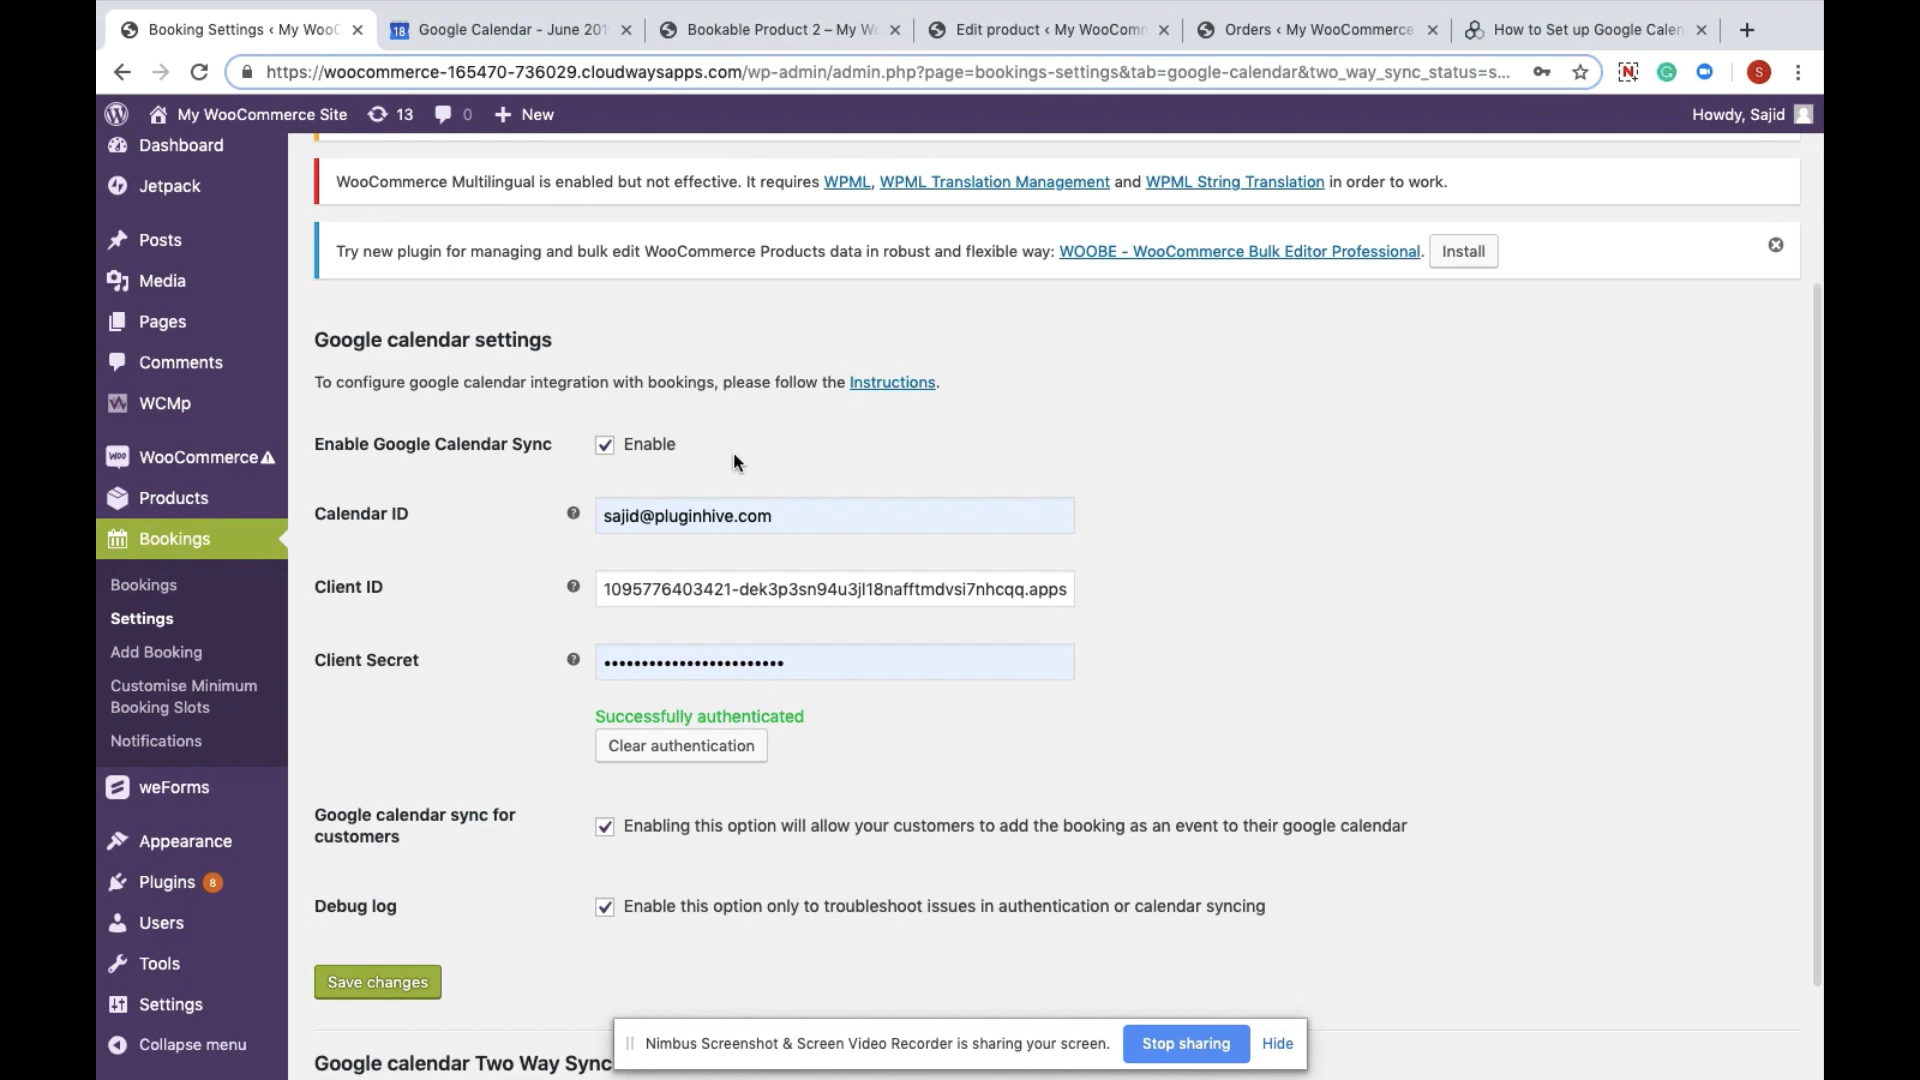 Booking Settings ‹ My WooC
Google Calendar - June 201
Bookable Product 2 – My Wo
Edit product ‹ My WooComm
Orders ‹ My WooCommerce
How to Set up Google Calen
https://woocommerce-165470-736029.cloudwaysapps.com/wp-admin/admin.php?page=bookings-settings&tab=google-calendar&two_way_sync_status=s...
S
My WooCommerce Site
13
0
New
Howdy, Sajid
Dashboard
Jetpack
Posts
Media
Pages
Comments
WCMp
WooCommerce
Products
Bookings
Bookings
Settings
Add Booking
Customise Minimum
Booking Slots
Notifications
weForms
Appearance
Plugins 8
Users
Tools
Settings
Collapse menu
WooCommerce Multilingual is enabled but not effective. It requires WPML, WPML Translation Management and WPML String Translation in order to work.
Try new plugin for managing and bulk edit WooCommerce Products data in robust and flexible way: WOOBE - WooCommerce Bulk Editor Professional. Install
Google calendar settings
To configure google calendar integration with bookings, please follow the Instructions.
Enable Google Calendar Sync
Enable
Calendar ID
sajid@pluginhive.com
Client ID
1095776403421-dek3p3sn94u3jl18nafftmdvsi7nhcqq.apps
Client Secret
••••••••••••••••••••••••
Successfully authenticated
Clear authentication
Google calendar sync for
customers
Enabling this option will allow your customers to add the booking as an event to their google calendar
Debug log
Enable this option only to troubleshoot issues in authentication or calendar syncing
Save changes
Google calendar Two Way Sync
Nimbus Screenshot & Screen Video Recorder is sharing your screen.
Stop sharing
Hide